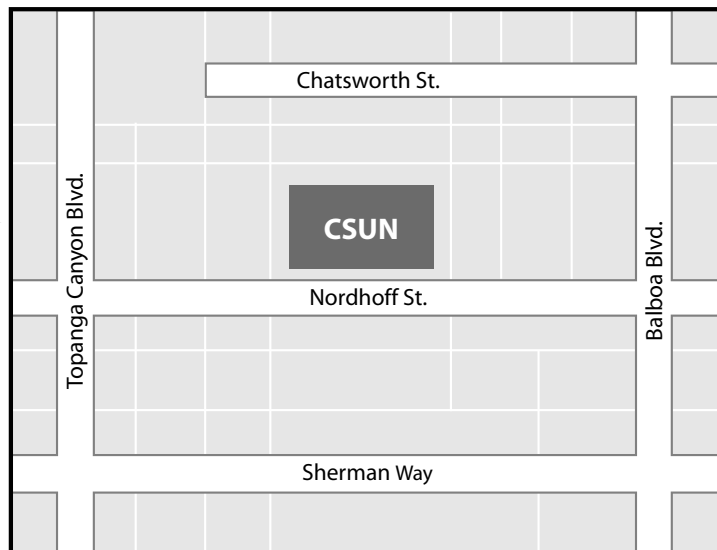 Chatsworth St.
Topanga Canyon Blvd.
CSUN
Balboa Blvd.
Nordhoff St.
Sherman Way